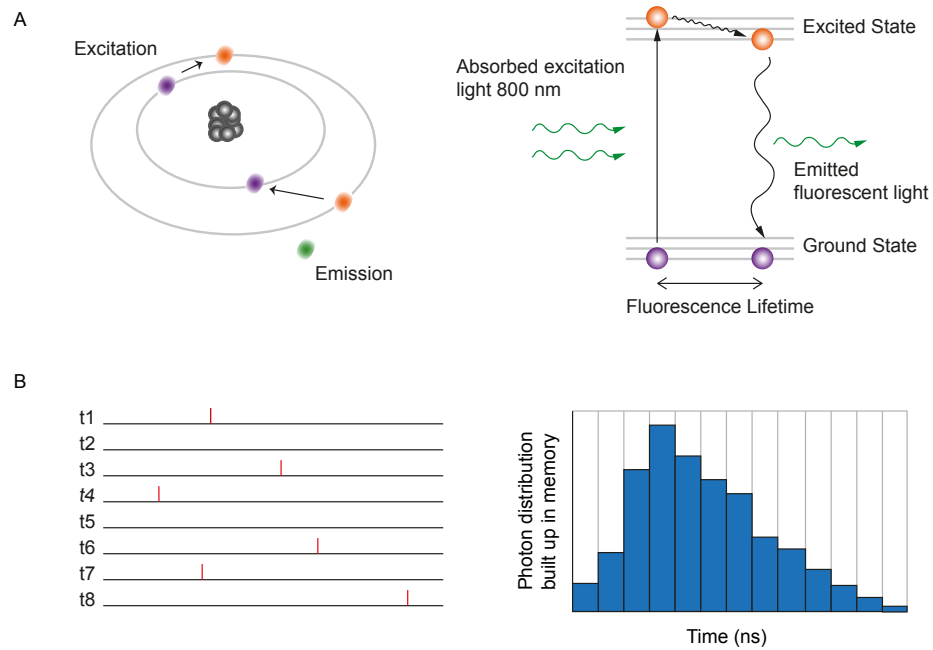 A
Excitation
Emission
Excited State
Absorbed excitation
light 800 nm
Emitted
fluorescent light
Ground State
Fluorescence Lifetime
B
t1
t2
t3
t4
t5
t6
t7
t8
Photon distribution
built up in memory
Time (ns)